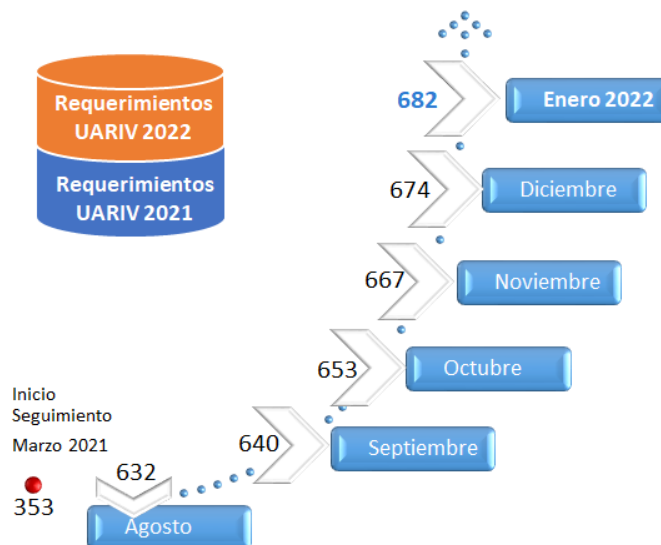 Requerimientos
UARIV 2022
Requerimientos
UARIV 2021
682
Enero 2022
674
Diciembre
667
Noviembre
653
Octubre
640
Septiembre
Inicio
Seguimiento
Marzo 2021
353
632
Agosto